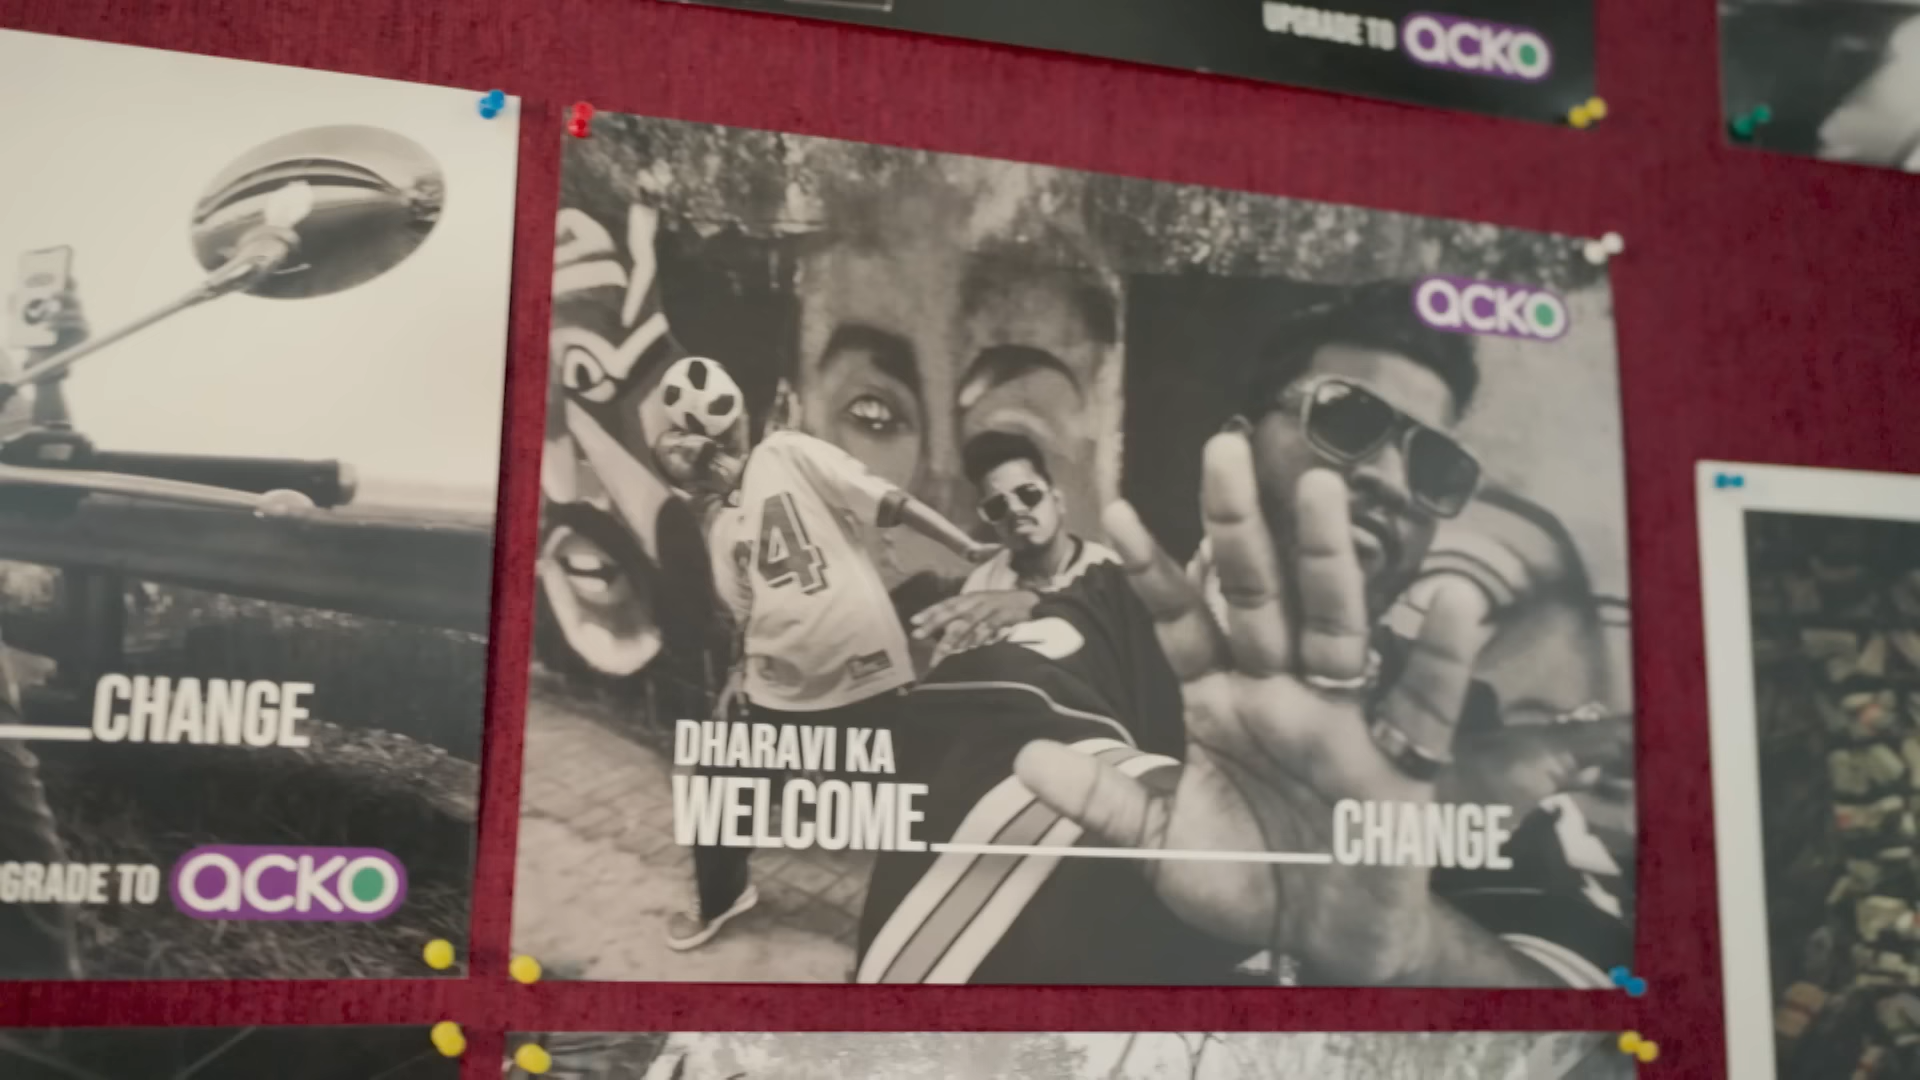 UPGRADE TO acko
acko
4
DHARAVI KA
WELCOME CHANGE
CHANGE
GRADE TO acko